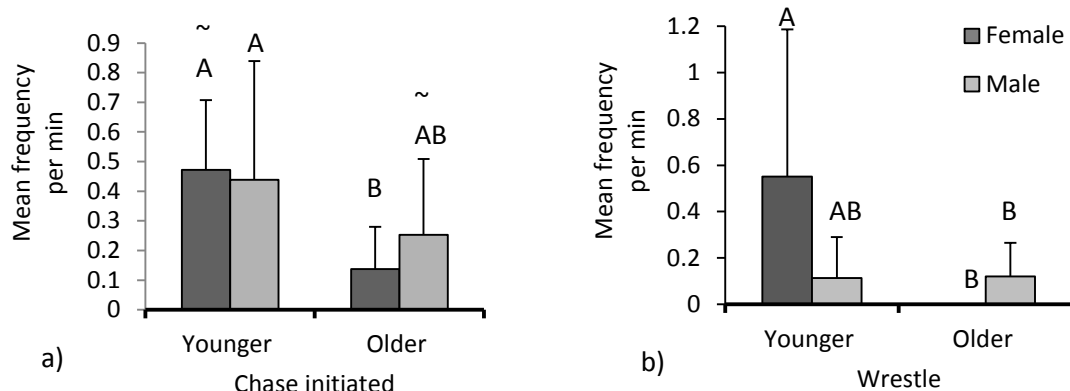 Mean frequency
per min
0.9
0.8
0.7
0.6
0.5
0.4
0.3
0.2
0.1
0
~
A
A
B
~
AB
Younger
Older
Chase initiated
a)
Mean frequency
per min
1.2
1
0.8
0.6
0.4
0.2
0
A
AB
B
B
Female
Male
Younger
Older
Wrestle
b)